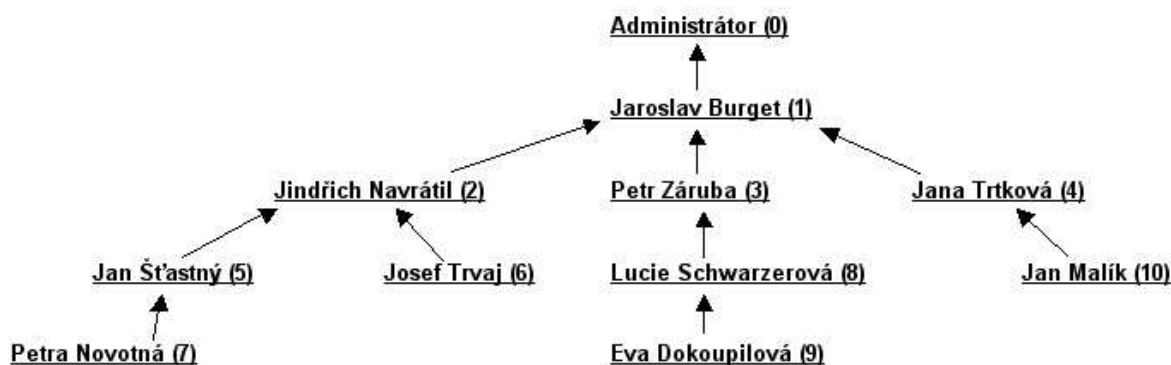 Administrátor (0)
Jaroslav Burget (1)
Jindřich Navrátil (2) Petr Záruba (3) Jana Trtková (4)
Jan Šťastný (5) Josef Trvaj (6) Lucie Schwarzerová (8) Jan Malík (10)
Petra Novotná (7) Eva Dokoupilová (9)